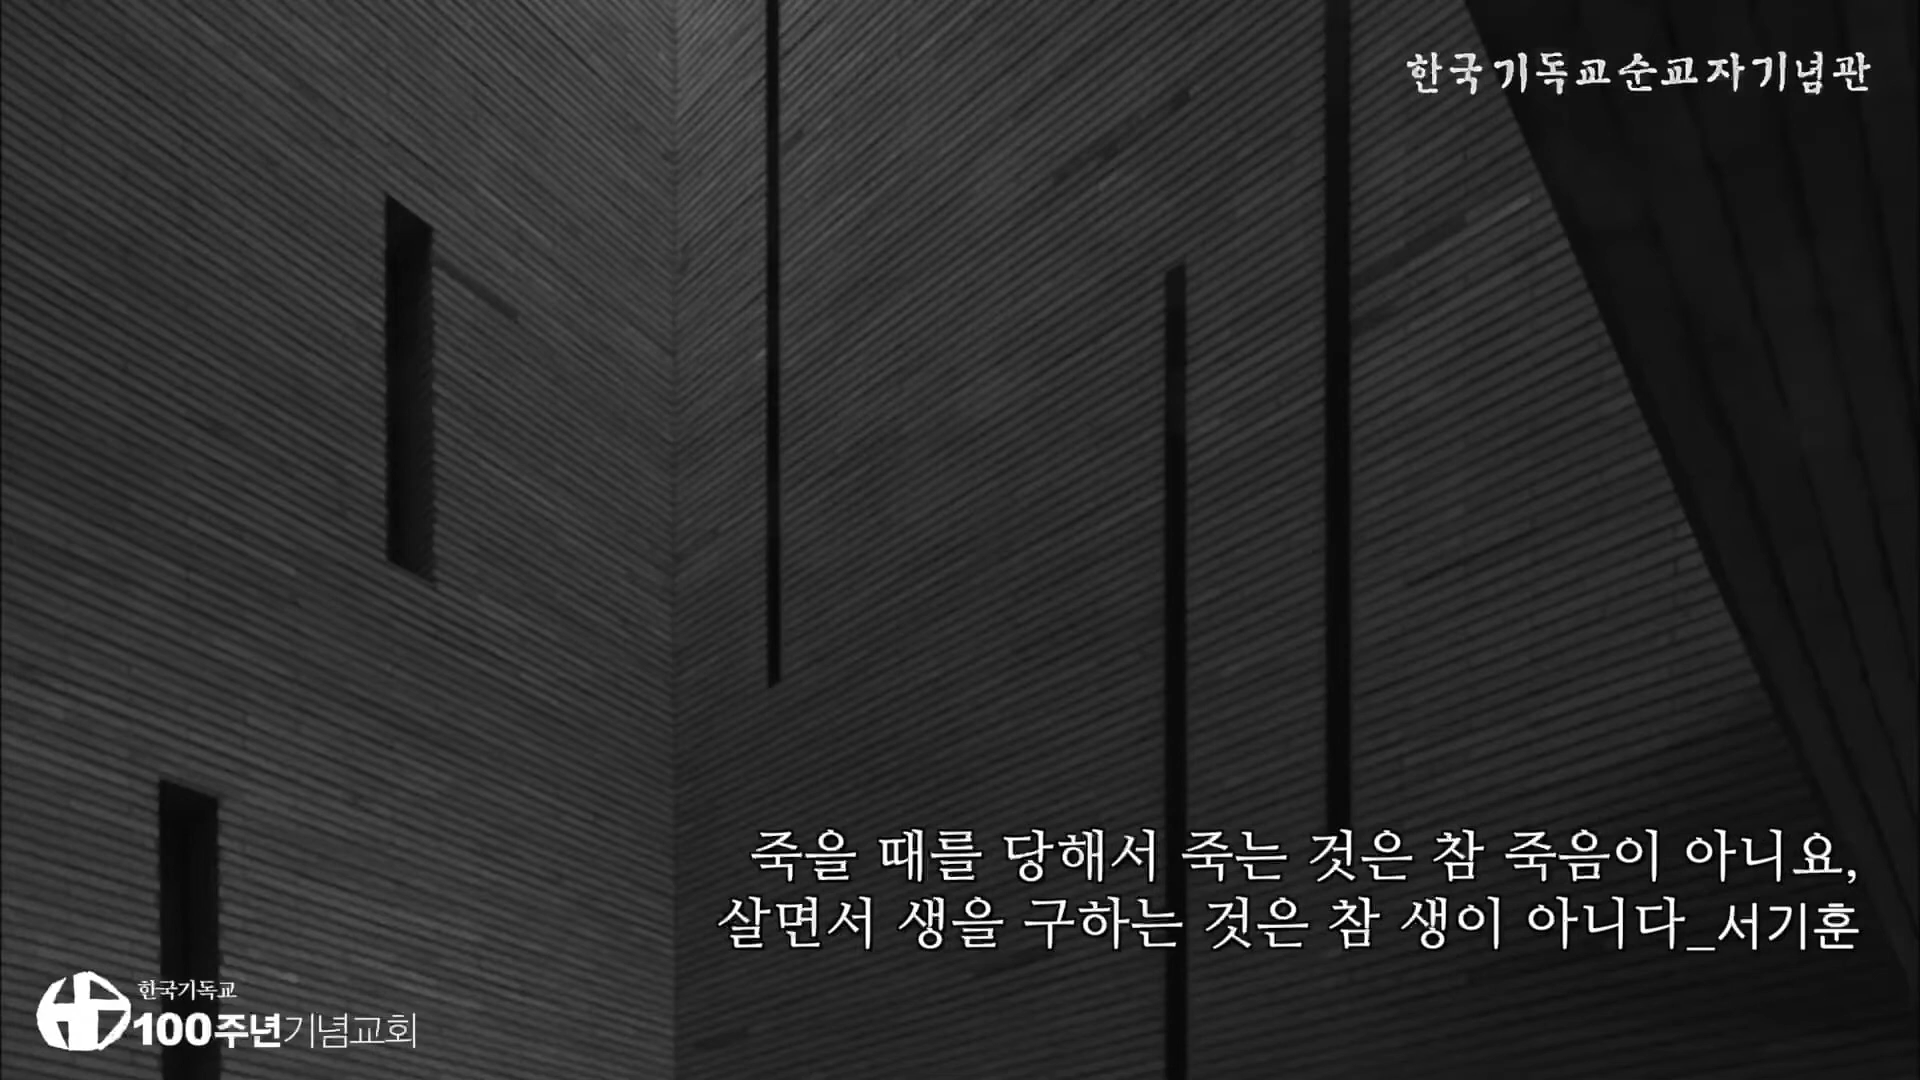 한국기독교순교자기념관
죽을 때를 당해서 죽는 것은 참 죽음이 아니요,
살면서 생을 구하는 것은 참 생이 아니다_서기훈
한국기독교
100주년기념교회